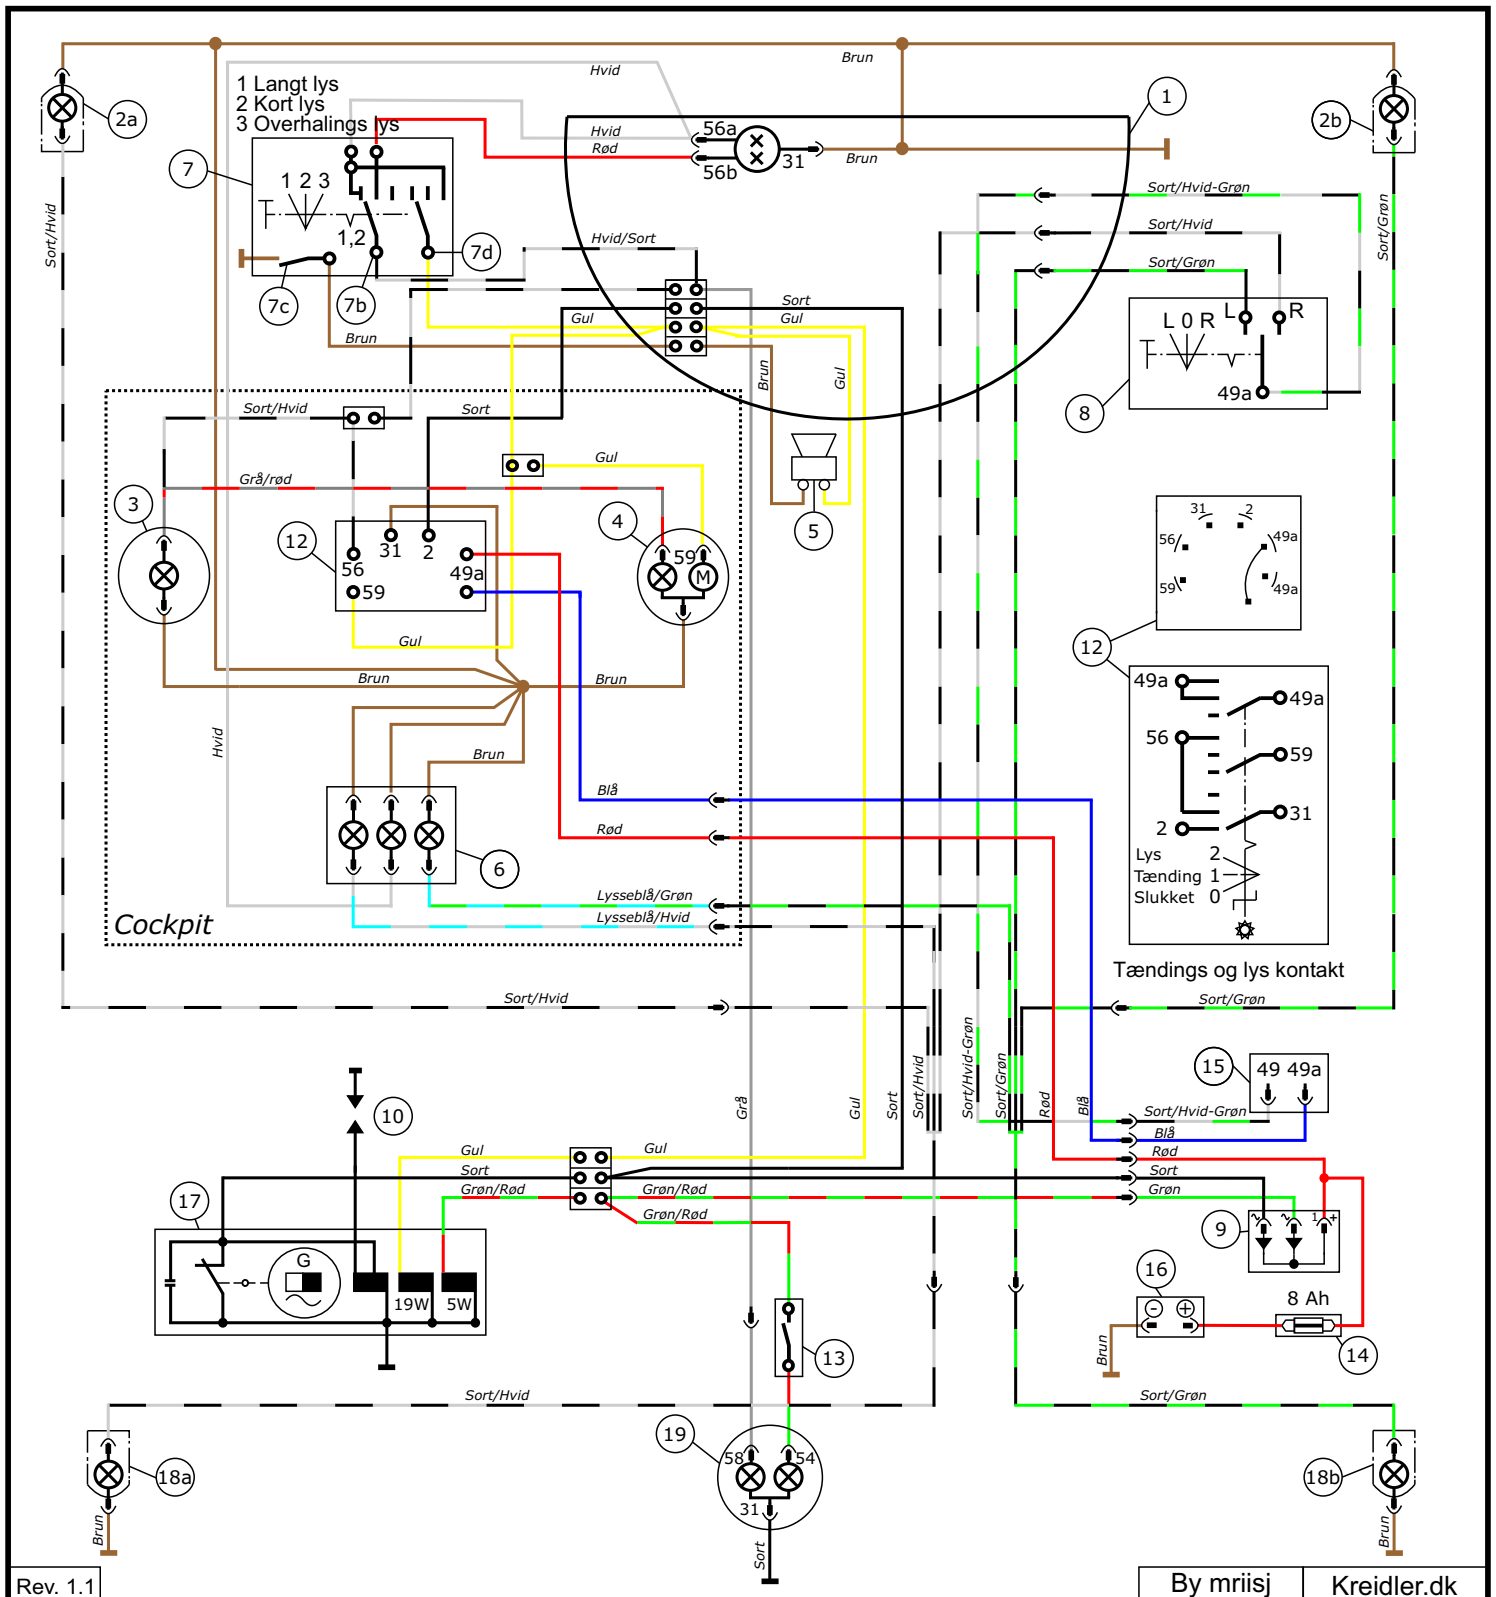 Brun
Hvid
1 Langt lys
2 Kort lys
3 Overhalings lys
2a
1
2b
Hvid
56a
Rød
56b
31
Brun
7
1 2 3
1,2
7d
7c
7b
Sort/Hvid
Hvid/Sort
Sort/Hvid-Grøn
Sort/Hvid
Sort/Grøn
Sort/Grøn
L
R
L 0 R
49a
8
Sort
Gul
Gul
Brun
Brun
Gul
Sort/Hvid
Sort
Gul
Grå/rød
3
12
31
2
56
49a
59
4
59
M
5
Gul
Brun
Brun
Brun
Hvid
Blå
Rød
6
Lysseblå/Grøn
Lysseblå/Hvid
Cockpit
31
2
56
49a
59
49a
12
49a
49a
56
59
2
31
Lys
2
Tænding
1
Slukket
0
Tændings og lys kontakt
Sort/Hvid
Sort/Grøn
Grå
Gul
Sort
Sort/Hvid
Sort/Hvid-Grøn
Sort/Grøn
Rød
Blå
15
49 49a
Sort/Hvid-Grøn
Blå
Rød
Sort
Grøn
10
Gul
Gul
Sort
Grøn/Rød
Grøn/Rød
Grøn/Rød
17
G
19W
5W
9
~
~
1
+
16
-
+
8 Ah
14
Brun
13
Sort/Hvid
Sort/Grøn
19
58
54
31
Sort
18a
Brun
18b
Brun
Rev. 1.1
By mriisj
Kreidler.dk